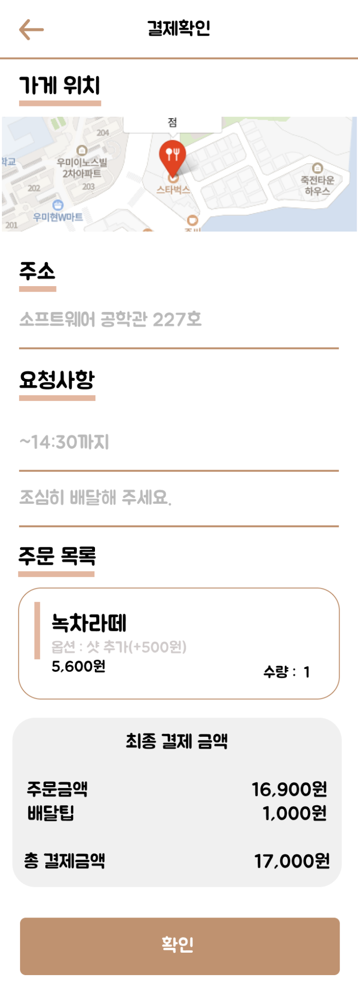 결제확인
가게 위치
점
204
학교
우미이노스빌
2차아파트
203
202
죽전타운
하우스
스타벅스
우미현W마트
201
주소
소프트웨어 공학관 227호
요청사항
~14:30까지
조심히 배달해 주세요.
주문 목록
녹차라떼
옵션 : 샷 추가(+500원)
5,600원
수량 : 1
최종 결제 금액
주문금액 16,900원
배달팁 1,000원
총 결제금액 17,000원
확인